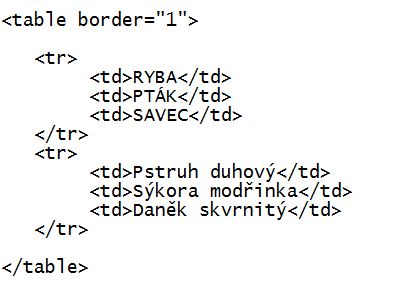 <table border="1">
<tr>
<td>RYBA</td>
<td>PTÁK</td>
<td>SAVEC</td>
</tr>
<tr>
<td>Pstruh duhový</td>
<td>Sýkora modřinka</td>
<td>Daněk skvrnitý</td>
</tr>
</table>